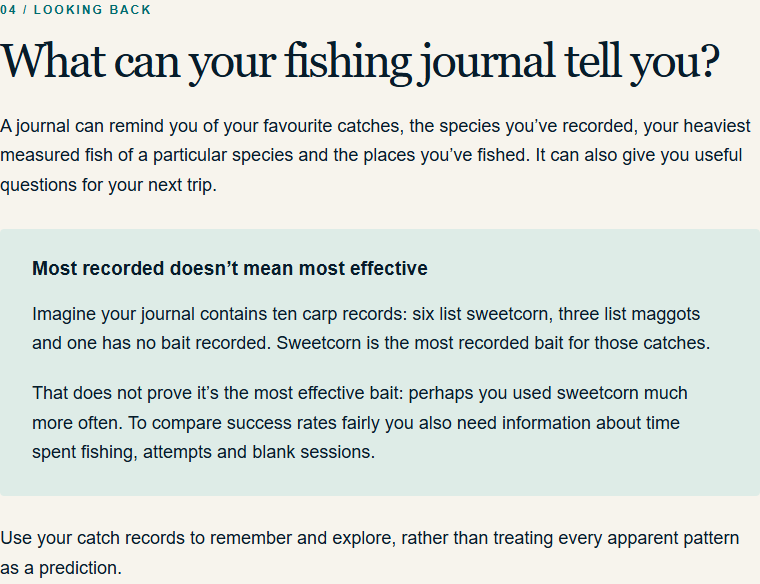 04 / LOOKING BACK
What can your fishing journal tell you?
A journal can remind you of your favourite catches, the species you’ve recorded, your heaviest
measured fish of a particular species and the places you’ve fished. It can also give you useful
questions for your next trip.
Most recorded doesn’t mean most effective
Imagine your journal contains ten carp records: six list sweetcorn, three list maggots
and one has no bait recorded. Sweetcorn is the most recorded bait for those catches.
That does not prove it’s the most effective bait: perhaps you used sweetcorn much
more often. To compare success rates fairly you also need information about time
spent fishing, attempts and blank sessions.
Use your catch records to remember and explore, rather than treating every apparent pattern
as a prediction.